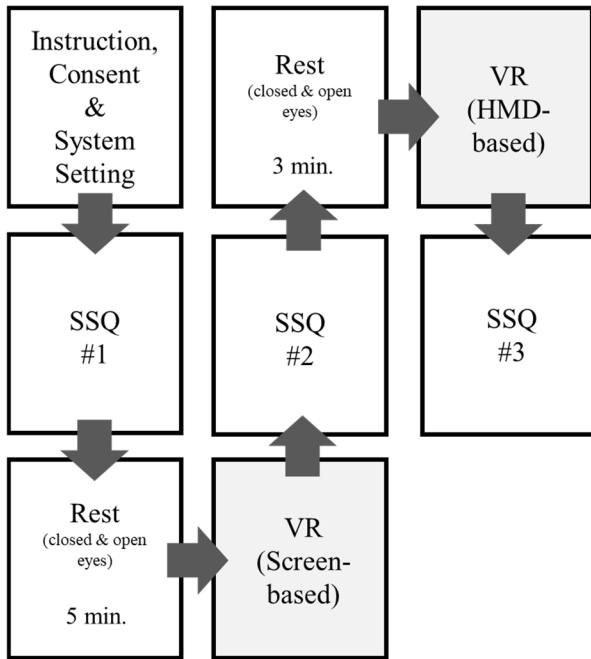 Instruction,
Consent
&
System
Setting
SSQ
#1
Rest
(closed & open
eyes)
5 min.
VR
(Screen-
based)
SSQ
#2
Rest
(closed & open
eyes)
3 min.
VR
(HMD-
based)
SSQ
#3